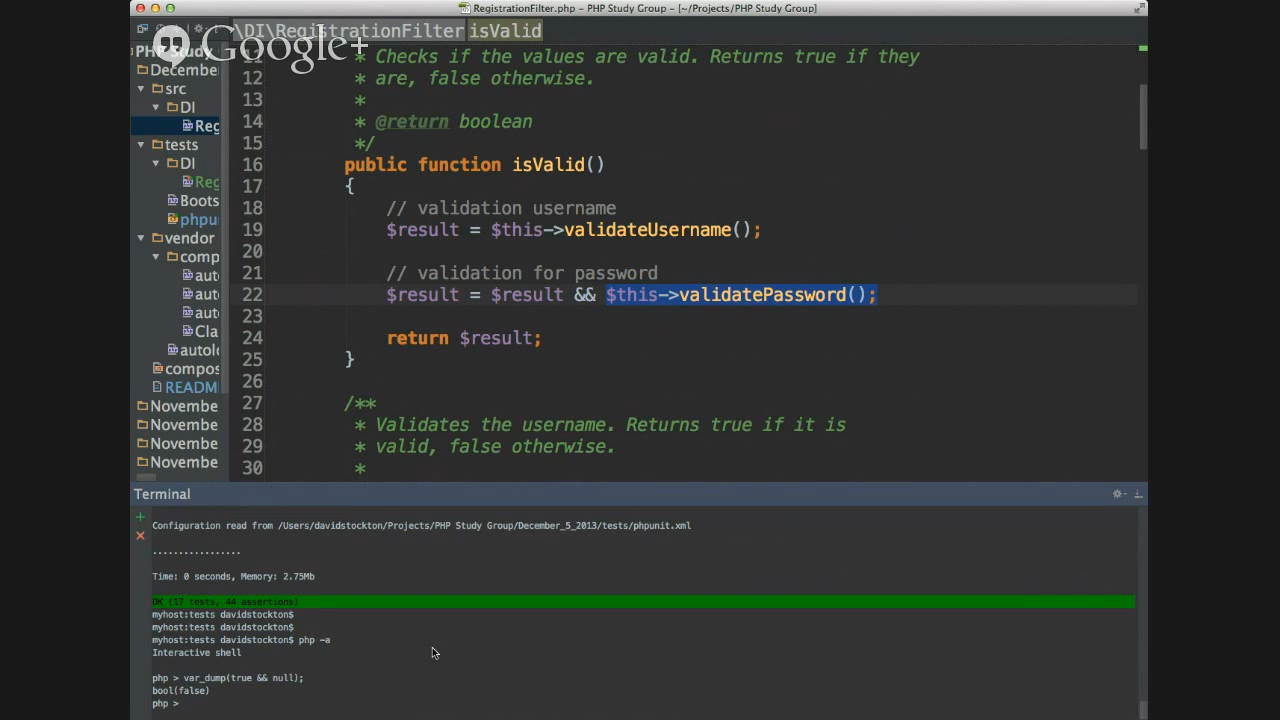 RegistrationFilter.php - PHP Study Group - [~/Projects/PHP Study Group]
Google+
\DI\RegistrationFilter isValid
PHP Study
Decembe
src
DI
Reg
tests
DI
Reg
Boots
phpu
vendor
comp
aut
aut
aut
Cla
autolo
compos
README
Novembe
Novembe
Novembe
Novembe
11 * Checks if the values are valid. Returns true if they
12 * are, false otherwise.
13 *
14 * @return boolean
15 */
16 public function isValid()
17 {
18 // validation username
19 $result = $this->validateUsername();
20
21 // validation for password
22 $result = $result && $this->validatePassword();
23
24 return $result;
25 }
26
27 /**
28 * Validates the username. Returns true if it is
29 * valid, false otherwise.
30 *
Terminal
Configuration read from /Users/davidstockton/Projects/PHP Study Group/December_5_2013/tests/phpunit.xml
.................
Time: 0 seconds, Memory: 2.75Mb
OK (17 tests, 44 assertions)
myhost:tests davidstockton$
myhost:tests davidstockton$
myhost:tests davidstockton$ php -a
Interactive shell
php > var_dump(true && null);
bool(false)
php >